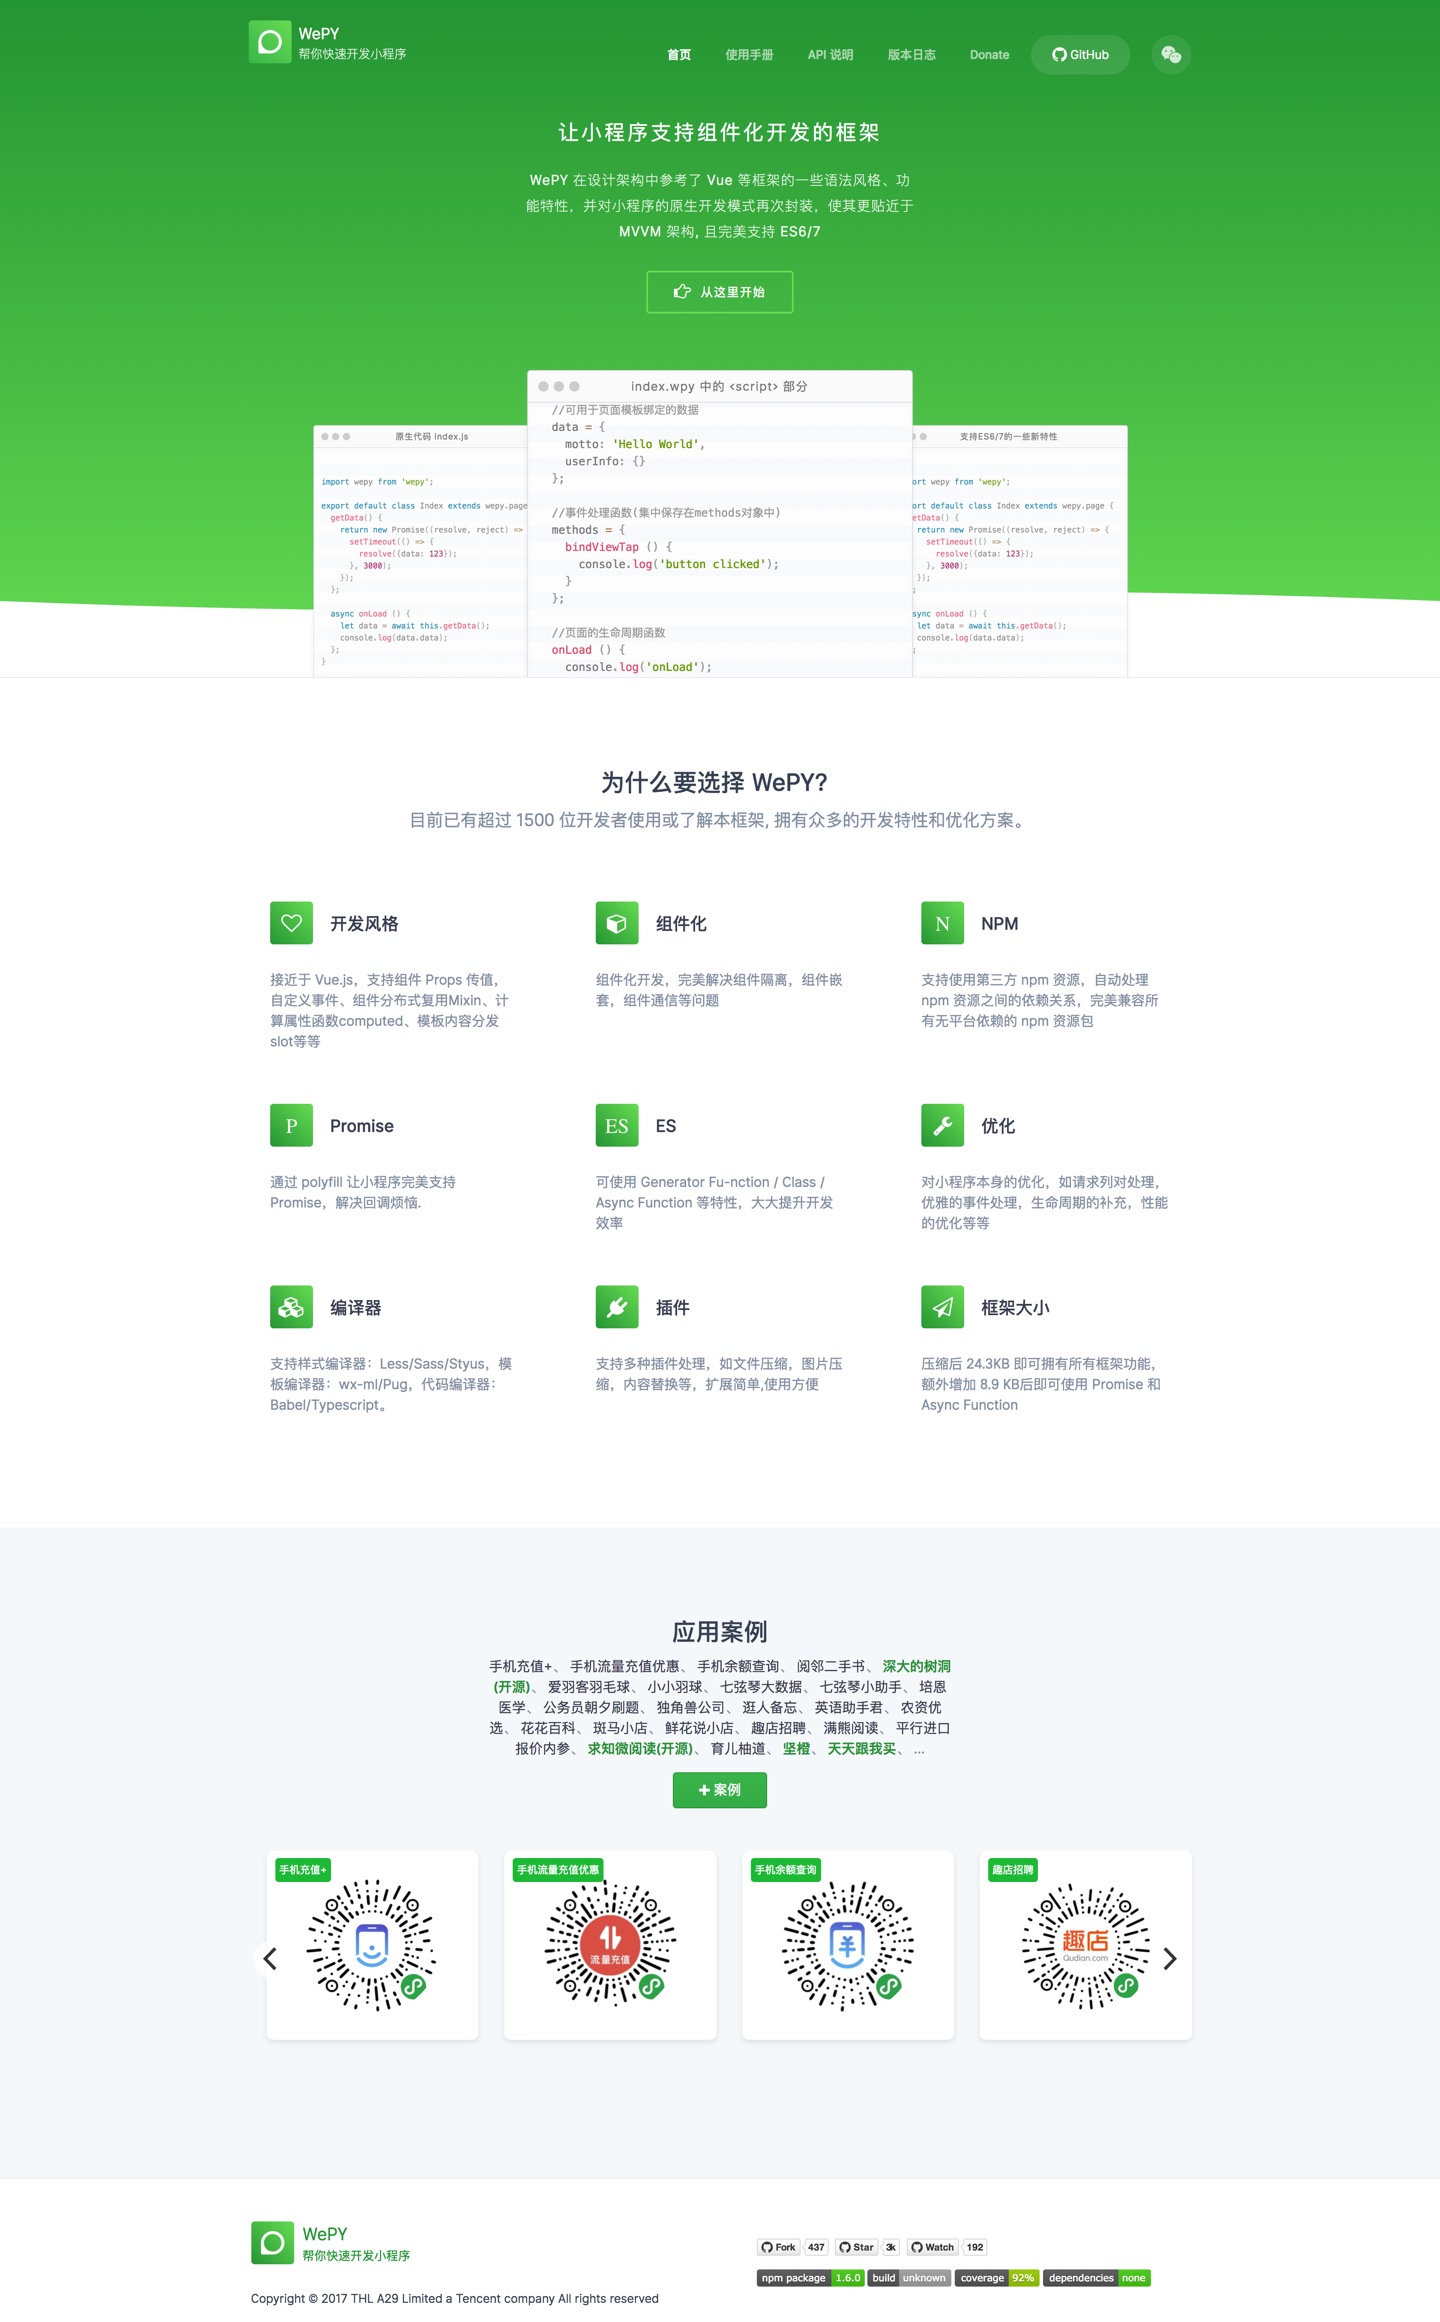 WePY
帮你快速开发小程序
首页 使用手册 API 说明 版本日志 Donate GitHub
让小程序支持组件化开发的框架
WePY 在设计架构中参考了 Vue 等框架的一些语法风格、功
能特性，并对小程序的原生开发模式再次封装，使其更贴近于
MVVM 架构, 且完美支持 ES6/7
从这里开始
原生代码 index.js
import wepy from 'wepy';
export default class Index extends wepy.page
getData() {
return new Promise((resolve, reject) =>
setTimeout(() => {
resolve({data: 123});
}, 3000);
});
};
async onLoad () {
let data = await this.getData();
console.log(data.data);
};
}
index.wpy 中的 <script> 部分
//可用于页面模板绑定的数据
data = {
motto: 'Hello World',
userInfo: {}
};
//事件处理函数(集中保存在methods对象中)
methods = {
bindViewTap () {
console.log('button clicked');
}
};
//页面的生命周期函数
onLoad () {
console.log('onLoad');
支持ES6/7的一些新特性
ort wepy from 'wepy';
ort default class Index extends wepy.page {
etData() {
return new Promise((resolve, reject) => {
setTimeout(() => {
resolve({data: 123});
}, 3000);
});
;
sync onLoad () {
let data = await this.getData();
console.log(data.data);
;
为什么要选择 WePY?
目前已有超过 1500 位开发者使用或了解本框架, 拥有众多的开发特性和优化方案。
开发风格
接近于 Vue.js，支持组件 Props 传值，
自定义事件、组件分布式复用Mixin、计
算属性函数computed、模板内容分发
slot等等
组件化
组件化开发，完美解决组件隔离，组件嵌
套，组件通信等问题
N NPM
支持使用第三方 npm 资源，自动处理
npm 资源之间的依赖关系，完美兼容所
有无平台依赖的 npm 资源包
P Promise
通过 polyfill 让小程序完美支持
Promise，解决回调烦恼.
ES ES
可使用 Generator Fu-nction / Class /
Async Function 等特性，大大提升开发
效率
优化
对小程序本身的优化，如请求列对处理，
优雅的事件处理，生命周期的补充，性能
的优化等等
编译器
支持样式编译器：Less/Sass/Styus，模
板编译器：wx-ml/Pug，代码编译器：
Babel/Typescript。
插件
支持多种插件处理，如文件压缩，图片压
缩，内容替换等，扩展简单,使用方便
框架大小
压缩后 24.3KB 即可拥有所有框架功能，
额外增加 8.9 KB后即可使用 Promise 和
Async Function
应用案例
手机充值+、 手机流量充值优惠、 手机余额查询、 阅邻二手书、 深大的树洞
(开源)、 爱羽客羽毛球、 小小羽球、 七弦琴大数据、 七弦琴小助手、 培恩
医学、 公务员朝夕刷题、 独角兽公司、 逛人备忘、 英语助手君、 农资优
选、 花花百科、 斑马小店、 鲜花说小店、 趣店招聘、 满熊阅读、 平行进口
报价内参、 求知微阅读(开源)、 育儿柚道、 坚橙、 天天跟我买、 ...
案例
手机充值+
手机流量充值优惠
流量充值
手机余额查询
趣店招聘
趣店
Qudian.com
WePY
帮你快速开发小程序
Copyright © 2017 THL A29 Limited a Tencent company All rights reserved
Fork 437 Star 3k Watch 192
npm package 1.6.0 build unknown coverage 92% dependencies none